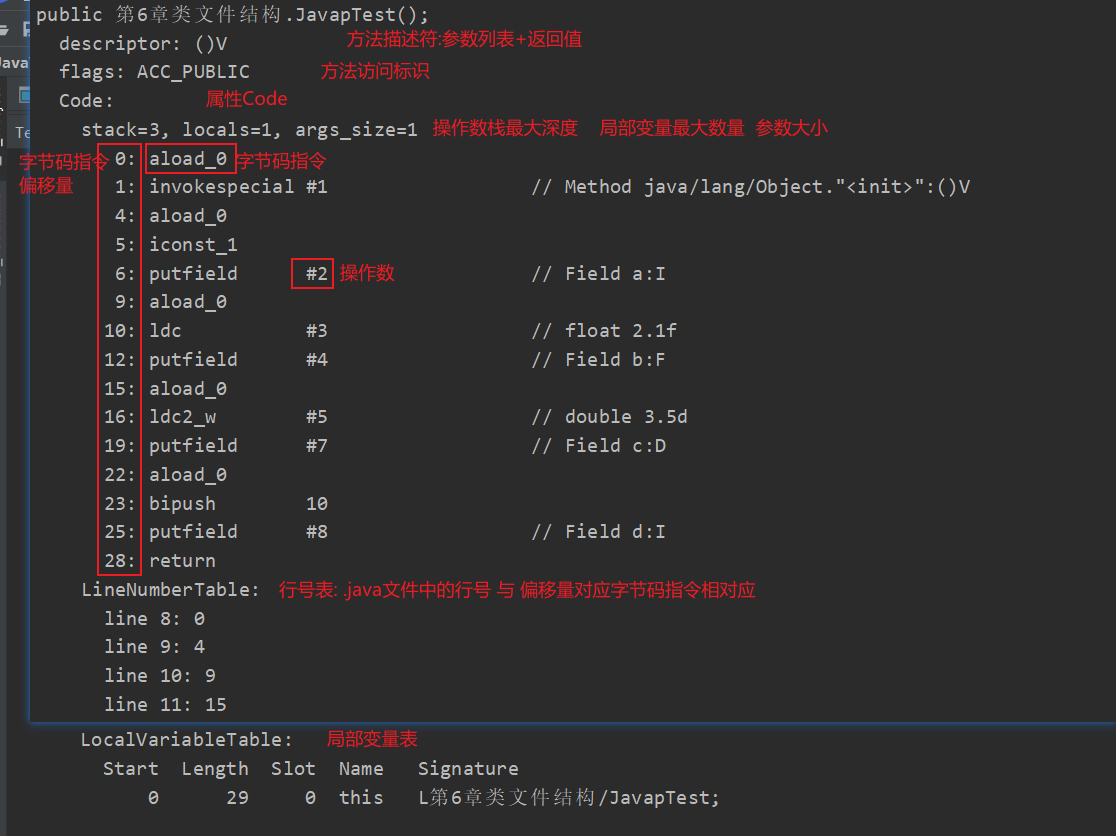 public 第6章类文件结构.JavapTest();
descriptor: ()V 方法描述符:参数列表+返回值
flags: ACC_PUBLIC 方法访问标识
Java
Code: 属性Code
stack=3, locals=1, args_size=1 操作数栈最大深度 局部变量最大数量 参数大小
Te
字节码指令 0: aload_0 字节码指令
偏移量 1: invokespecial #1 // Method java/lang/Object."<init>":()V
4: aload_0
5: iconst_1
6: putfield #2 操作数 // Field a:I
9: aload_0
10: ldc #3 // float 2.1f
12: putfield #4 // Field b:F
15: aload_0
16: ldc2_w #5 // double 3.5d
19: putfield #7 // Field c:D
22: aload_0
23: bipush 10
25: putfield #8 // Field d:I
28: return
LineNumberTable: 行号表: .java文件中的行号 与 偏移量对应字节码指令相对应
line 8: 0
line 9: 4
line 10: 9
line 11: 15
LocalVariableTable: 局部变量表
Start Length Slot Name Signature
0 29 0 this L第6章类文件结构/JavapTest;